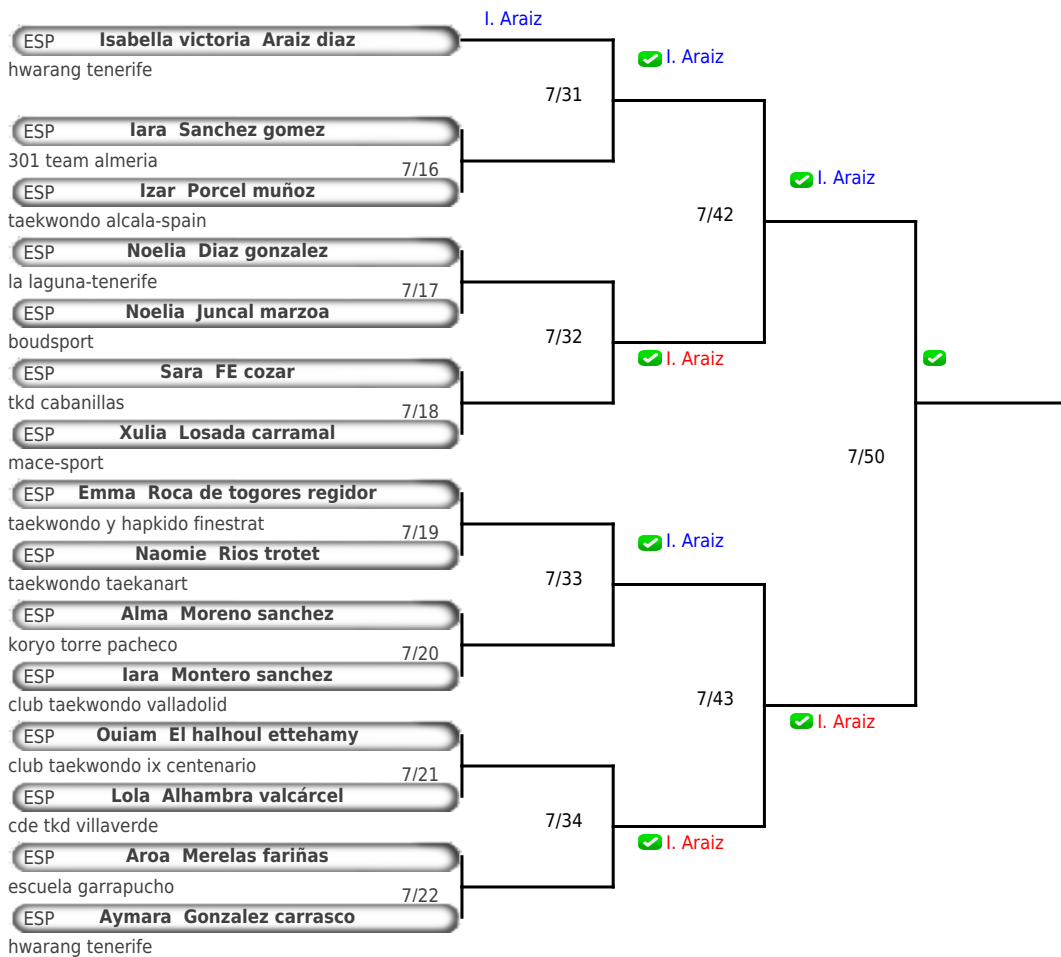 I. Araiz
ESP Isabella victoria Araiz diaz
hwarang tenerife
I. Araiz
7/31
ESP Iara Sanchez gomez
301 team almeria
7/16
ESP Izar Porcel muñoz
taekwondo alcala-spain
I. Araiz
7/42
ESP Noelia Diaz gonzalez
la laguna-tenerife
7/17
ESP Noelia Juncal marzoa
boudsport
7/32
I. Araiz
ESP Sara FE cozar
tkd cabanillas
7/18
ESP Xulia Losada carramal
mace-sport
7/50
ESP Emma Roca de togores regidor
taekwondo y hapkido finestrat
7/19
ESP Naomie Rios trotet
taekwondo taekanart
I. Araiz
7/33
ESP Alma Moreno sanchez
koryo torre pacheco
7/20
ESP Iara Montero sanchez
club taekwondo valladolid
7/43
I. Araiz
ESP Ouiam El halhoul ettehamy
club taekwondo ix centenario
7/21
ESP Lola Alhambra valcárcel
cde tkd villaverde
7/34
I. Araiz
ESP Aroa Merelas fariñas
escuela garrapucho
7/22
ESP Aymara Gonzalez carrasco
hwarang tenerife